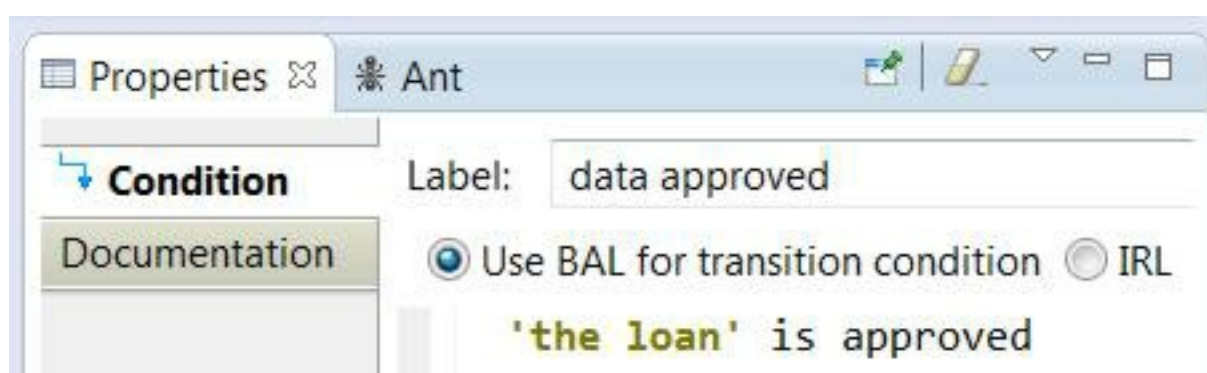 Properties Ant
Condition
Label: data approved
Documentation
Use BAL for transition condition IRL
'the loan' is approved